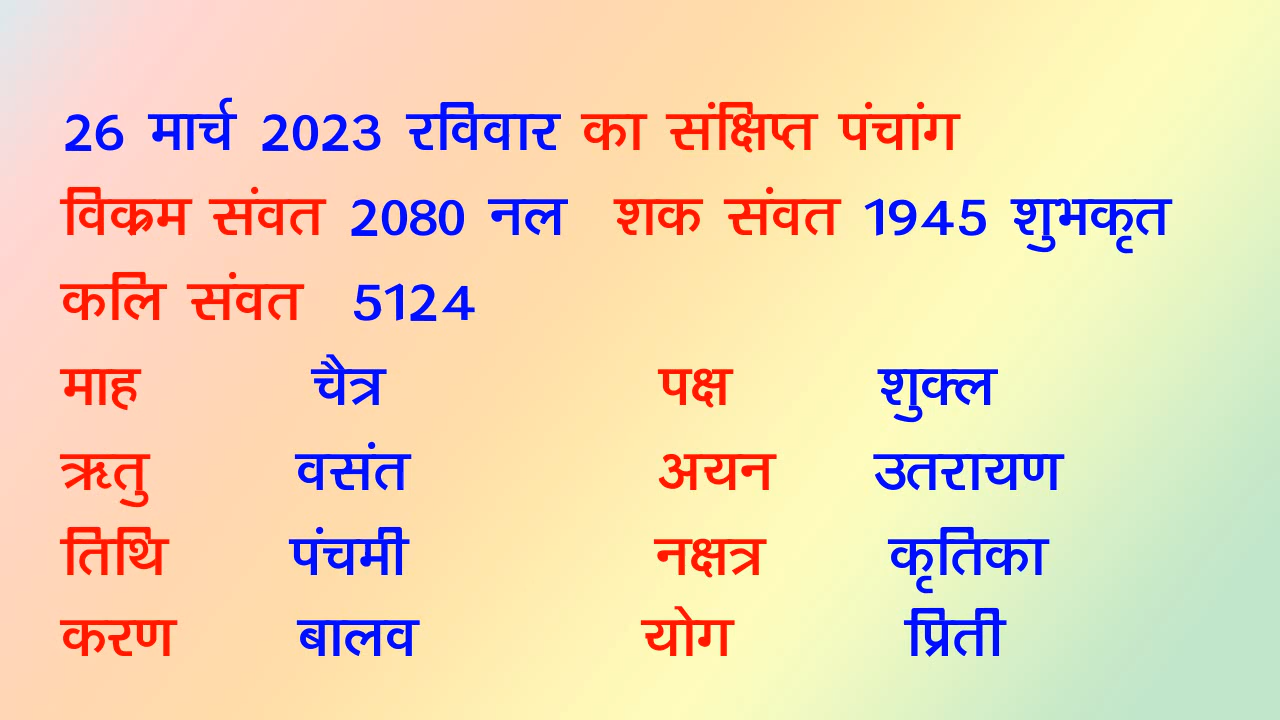 26 मार्च 2023 रविवार का संक्षिप्त पंचांग
विक्रम संवत 2080 नल शक संवत 1945 शुभकृत
कलि संवत 5124
माह चैत्र पक्ष शुक्ल
ऋतु वसंत अयन उतरायण
तिथि पंचमी नक्षत्र कृतिका
करण बालव योग प्रिती